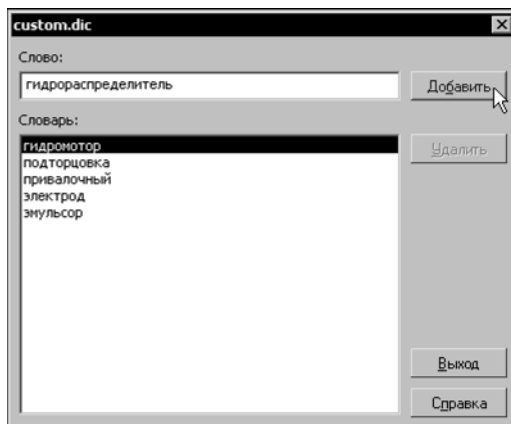 custom.dic
Слово:
гидрораспределитель
Добавить
Словарь:
гидромотор
подторцовка
привалочный
электрод
эмульсор
Удалить
Выход
Справка